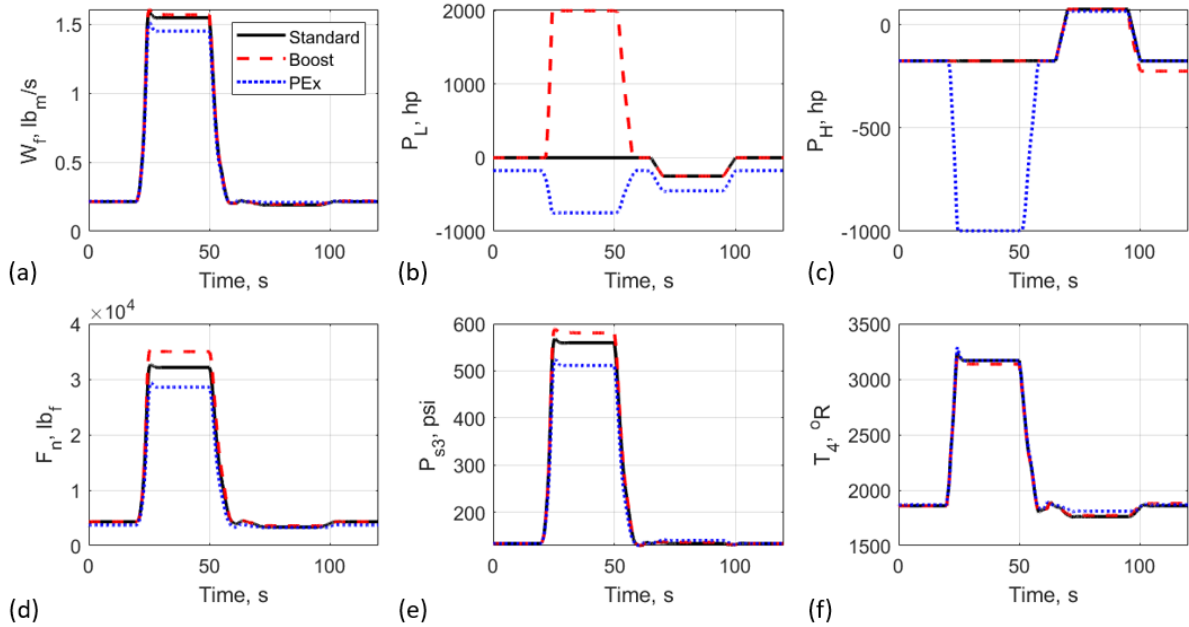 1.5
1
0.5
0
W_f, lb_m/s
Standard
Boost
PEx
0 50 100
Time, s
(a)
2000
1000
0
-1000
P_L, hp
0 50 100
Time, s
(b)
0
-500
-1000
P_H, hp
0 50 100
Time, s
(c)
×10^4
4
3
2
1
0
F_n, lb_f
0 50 100
Time, s
(d)
600
500
400
300
200
P_s3, psi
0 50 100
Time, s
(e)
3500
3000
2500
2000
1500
T_4, °R
0 50 100
Time, s
(f)